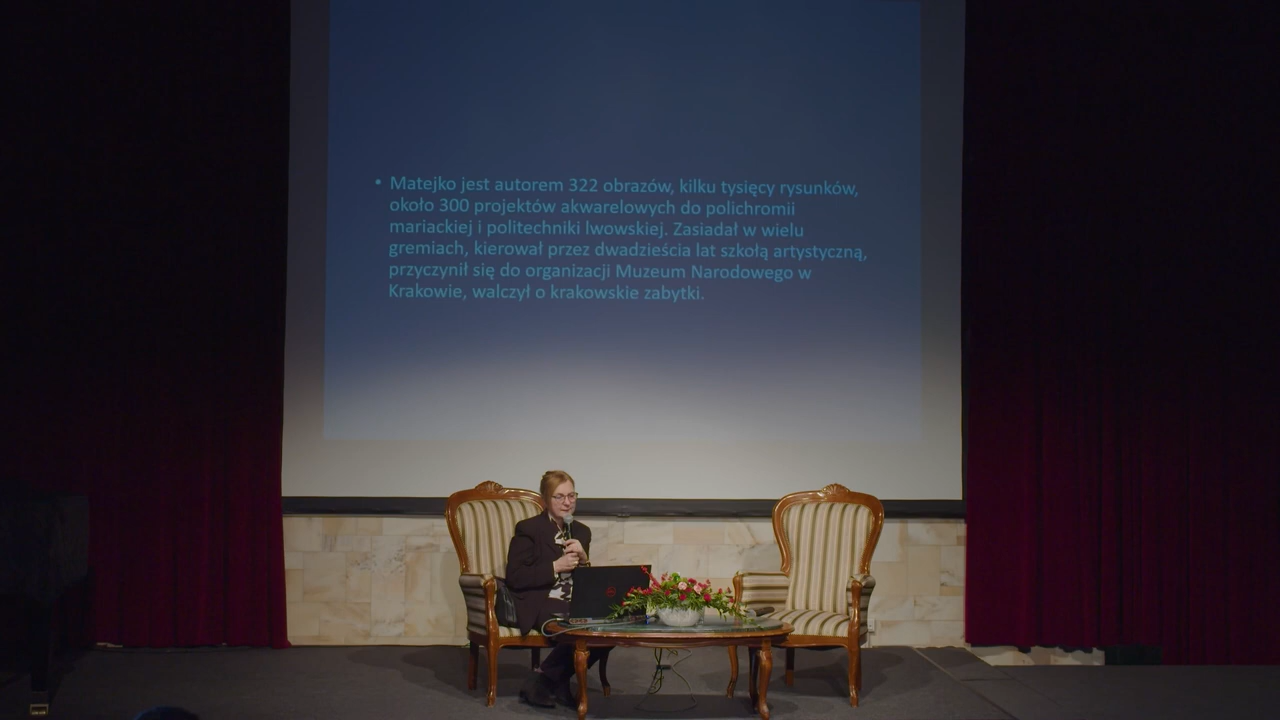 • Matejko jest autorem 322 obrazów, kilku tysięcy rysunków,
około 300 projektów akwarelowych do polichromii
mariackiej i politechniki lwowskiej. Zasiadał w wielu
gremiach, kierował przez dwadzieścia lat szkołą artystyczną,
przyczynił się do organizacji Muzeum Narodowego w
Krakowie, walczył o krakowskie zabytki.